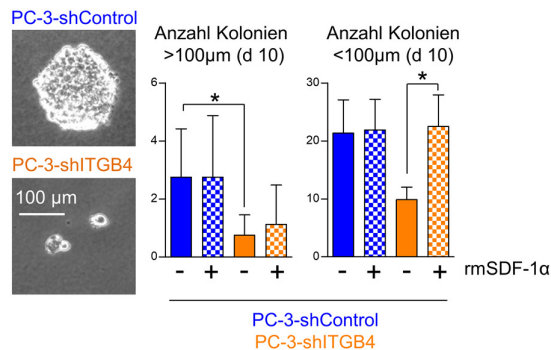 PC-3-shControl
PC-3-shITGB4
100 µm
Anzahl Kolonien
>100µm (d 10)
6
4
2
0
*
- + - +
Anzahl Kolonien
<100µm (d 10)
30
20
10
0
*
- + - +
rmSDF-1α
PC-3-shControl
PC-3-shITGB4